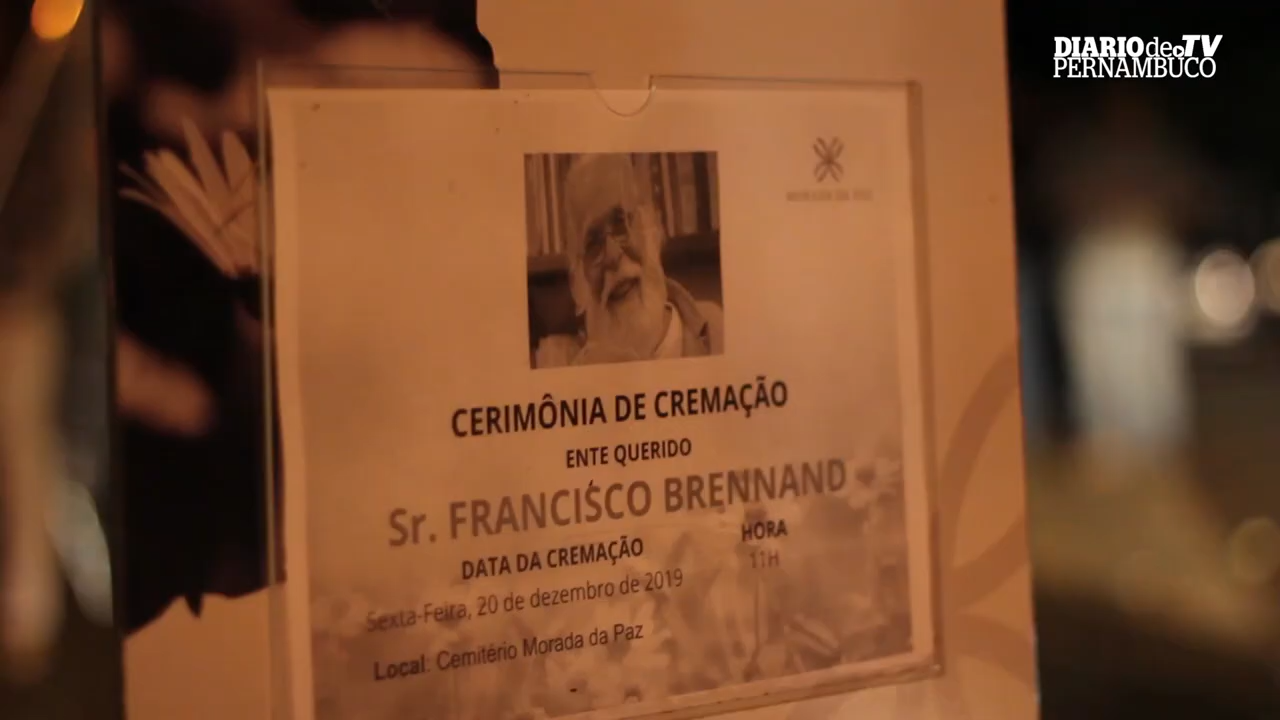 DIARIO de TV
PERNAMBUCO
CERIMÔNIA DE CREMAÇÃO
ENTE QUERIDO
Sr. FRANCISCO BRENNAND
DATA DA CREMAÇÃO
HORA
Sexta-Feira, 20 de dezembro de 2019
11H
Local: Cemitério Morada da Paz